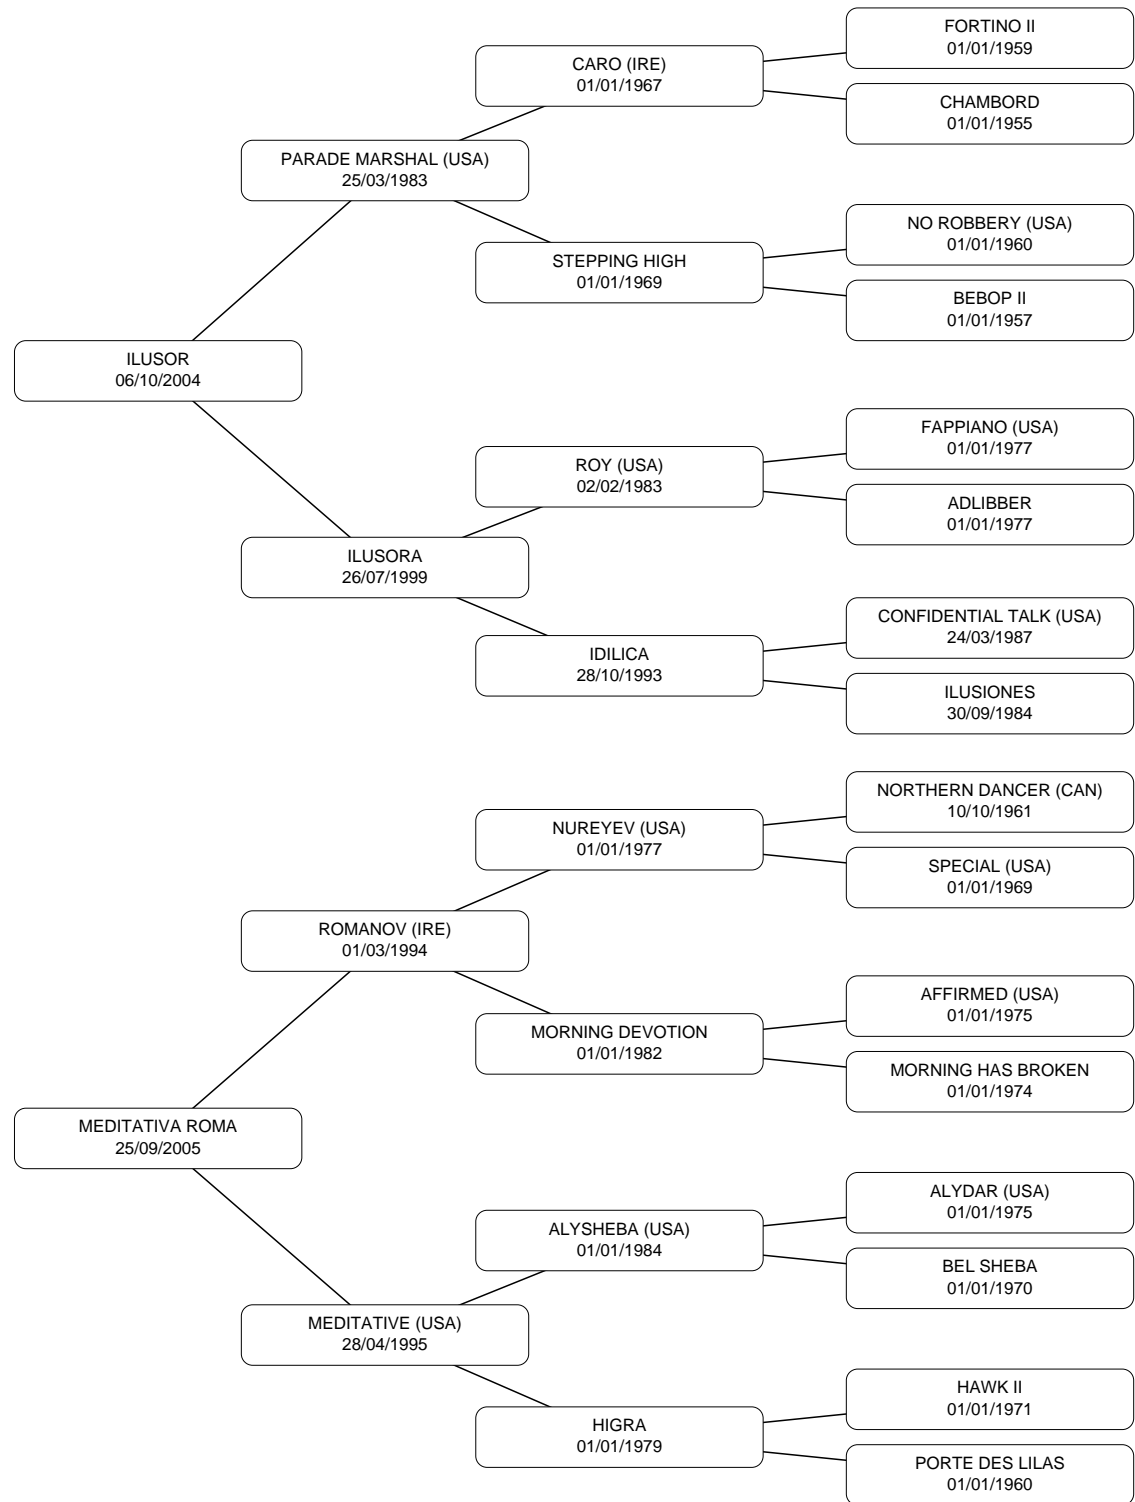 FORTINO II
01/01/1959
CARO (IRE)
01/01/1967
CHAMBORD
01/01/1955
PARADE MARSHAL (USA)
25/03/1983
NO ROBBERY (USA)
01/01/1960
STEPPING HIGH
01/01/1969
BEBOP II
01/01/1957
ILUSOR
06/10/2004
FAPPIANO (USA)
01/01/1977
ROY (USA)
02/02/1983
ADLIBBER
01/01/1977
ILUSORA
26/07/1999
CONFIDENTIAL TALK (USA)
24/03/1987
IDILICA
28/10/1993
ILUSIONES
30/09/1984
NORTHERN DANCER (CAN)
10/10/1961
NUREYEV (USA)
01/01/1977
SPECIAL (USA)
01/01/1969
ROMANOV (IRE)
01/03/1994
AFFIRMED (USA)
01/01/1975
MORNING DEVOTION
01/01/1982
MORNING HAS BROKEN
01/01/1974
MEDITATIVA ROMA
25/09/2005
ALYDAR (USA)
01/01/1975
ALYSHEBA (USA)
01/01/1984
BEL SHEBA
01/01/1970
MEDITATIVE (USA)
28/04/1995
HAWK II
01/01/1971
HIGRA
01/01/1979
PORTE DES LILAS
01/01/1960